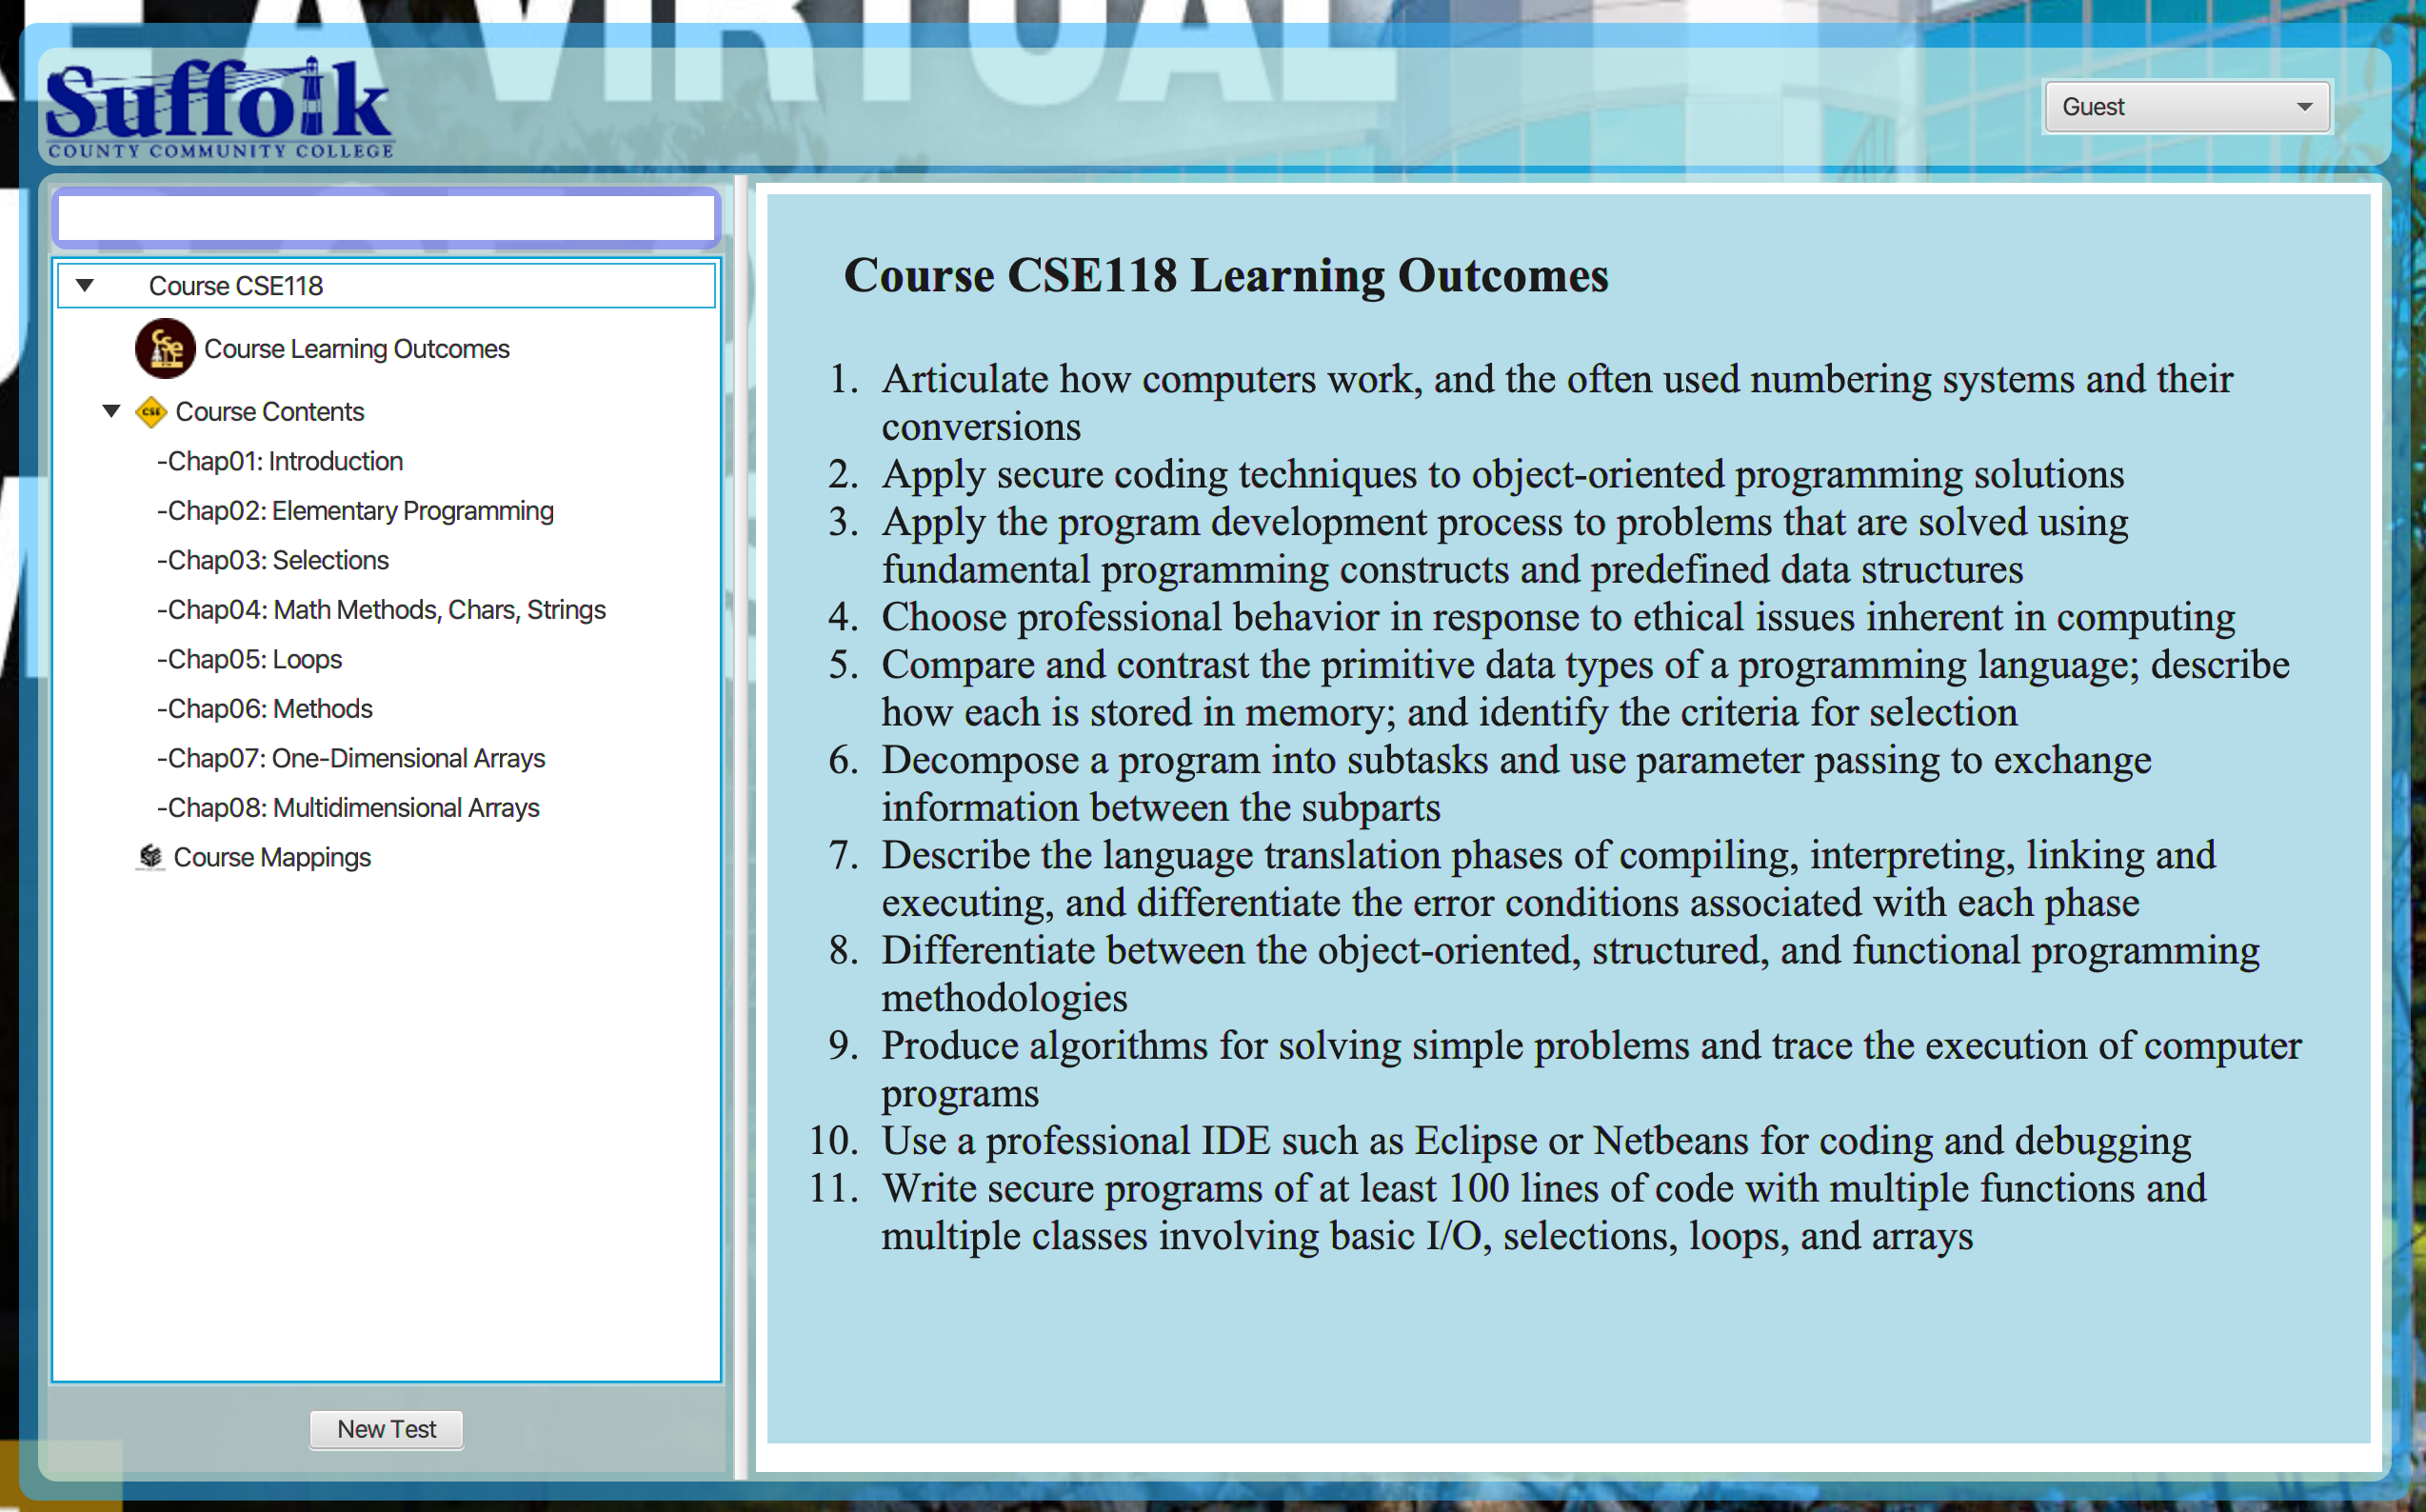 E A VIRTUAL
Suffolk
COUNTY COMMUNITY COLLEGE
Guest
Course CSE118
Course Learning Outcomes
Course Contents
-Chap01: Introduction
-Chap02: Elementary Programming
-Chap03: Selections
-Chap04: Math Methods, Chars, Strings
-Chap05: Loops
-Chap06: Methods
-Chap07: One-Dimensional Arrays
-Chap08: Multidimensional Arrays
Course Mappings
New Test
Course CSE118 Learning Outcomes
1. Articulate how computers work, and the often used numbering systems and their
conversions
2. Apply secure coding techniques to object-oriented programming solutions
3. Apply the program development process to problems that are solved using
fundamental programming constructs and predefined data structures
4. Choose professional behavior in response to ethical issues inherent in computing
5. Compare and contrast the primitive data types of a programming language; describe
how each is stored in memory; and identify the criteria for selection
6. Decompose a program into subtasks and use parameter passing to exchange
information between the subparts
7. Describe the language translation phases of compiling, interpreting, linking and
executing, and differentiate the error conditions associated with each phase
8. Differentiate between the object-oriented, structured, and functional programming
methodologies
9. Produce algorithms for solving simple problems and trace the execution of computer
programs
10. Use a professional IDE such as Eclipse or Netbeans for coding and debugging
11. Write secure programs of at least 100 lines of code with multiple functions and
multiple classes involving basic I/O, selections, loops, and arrays